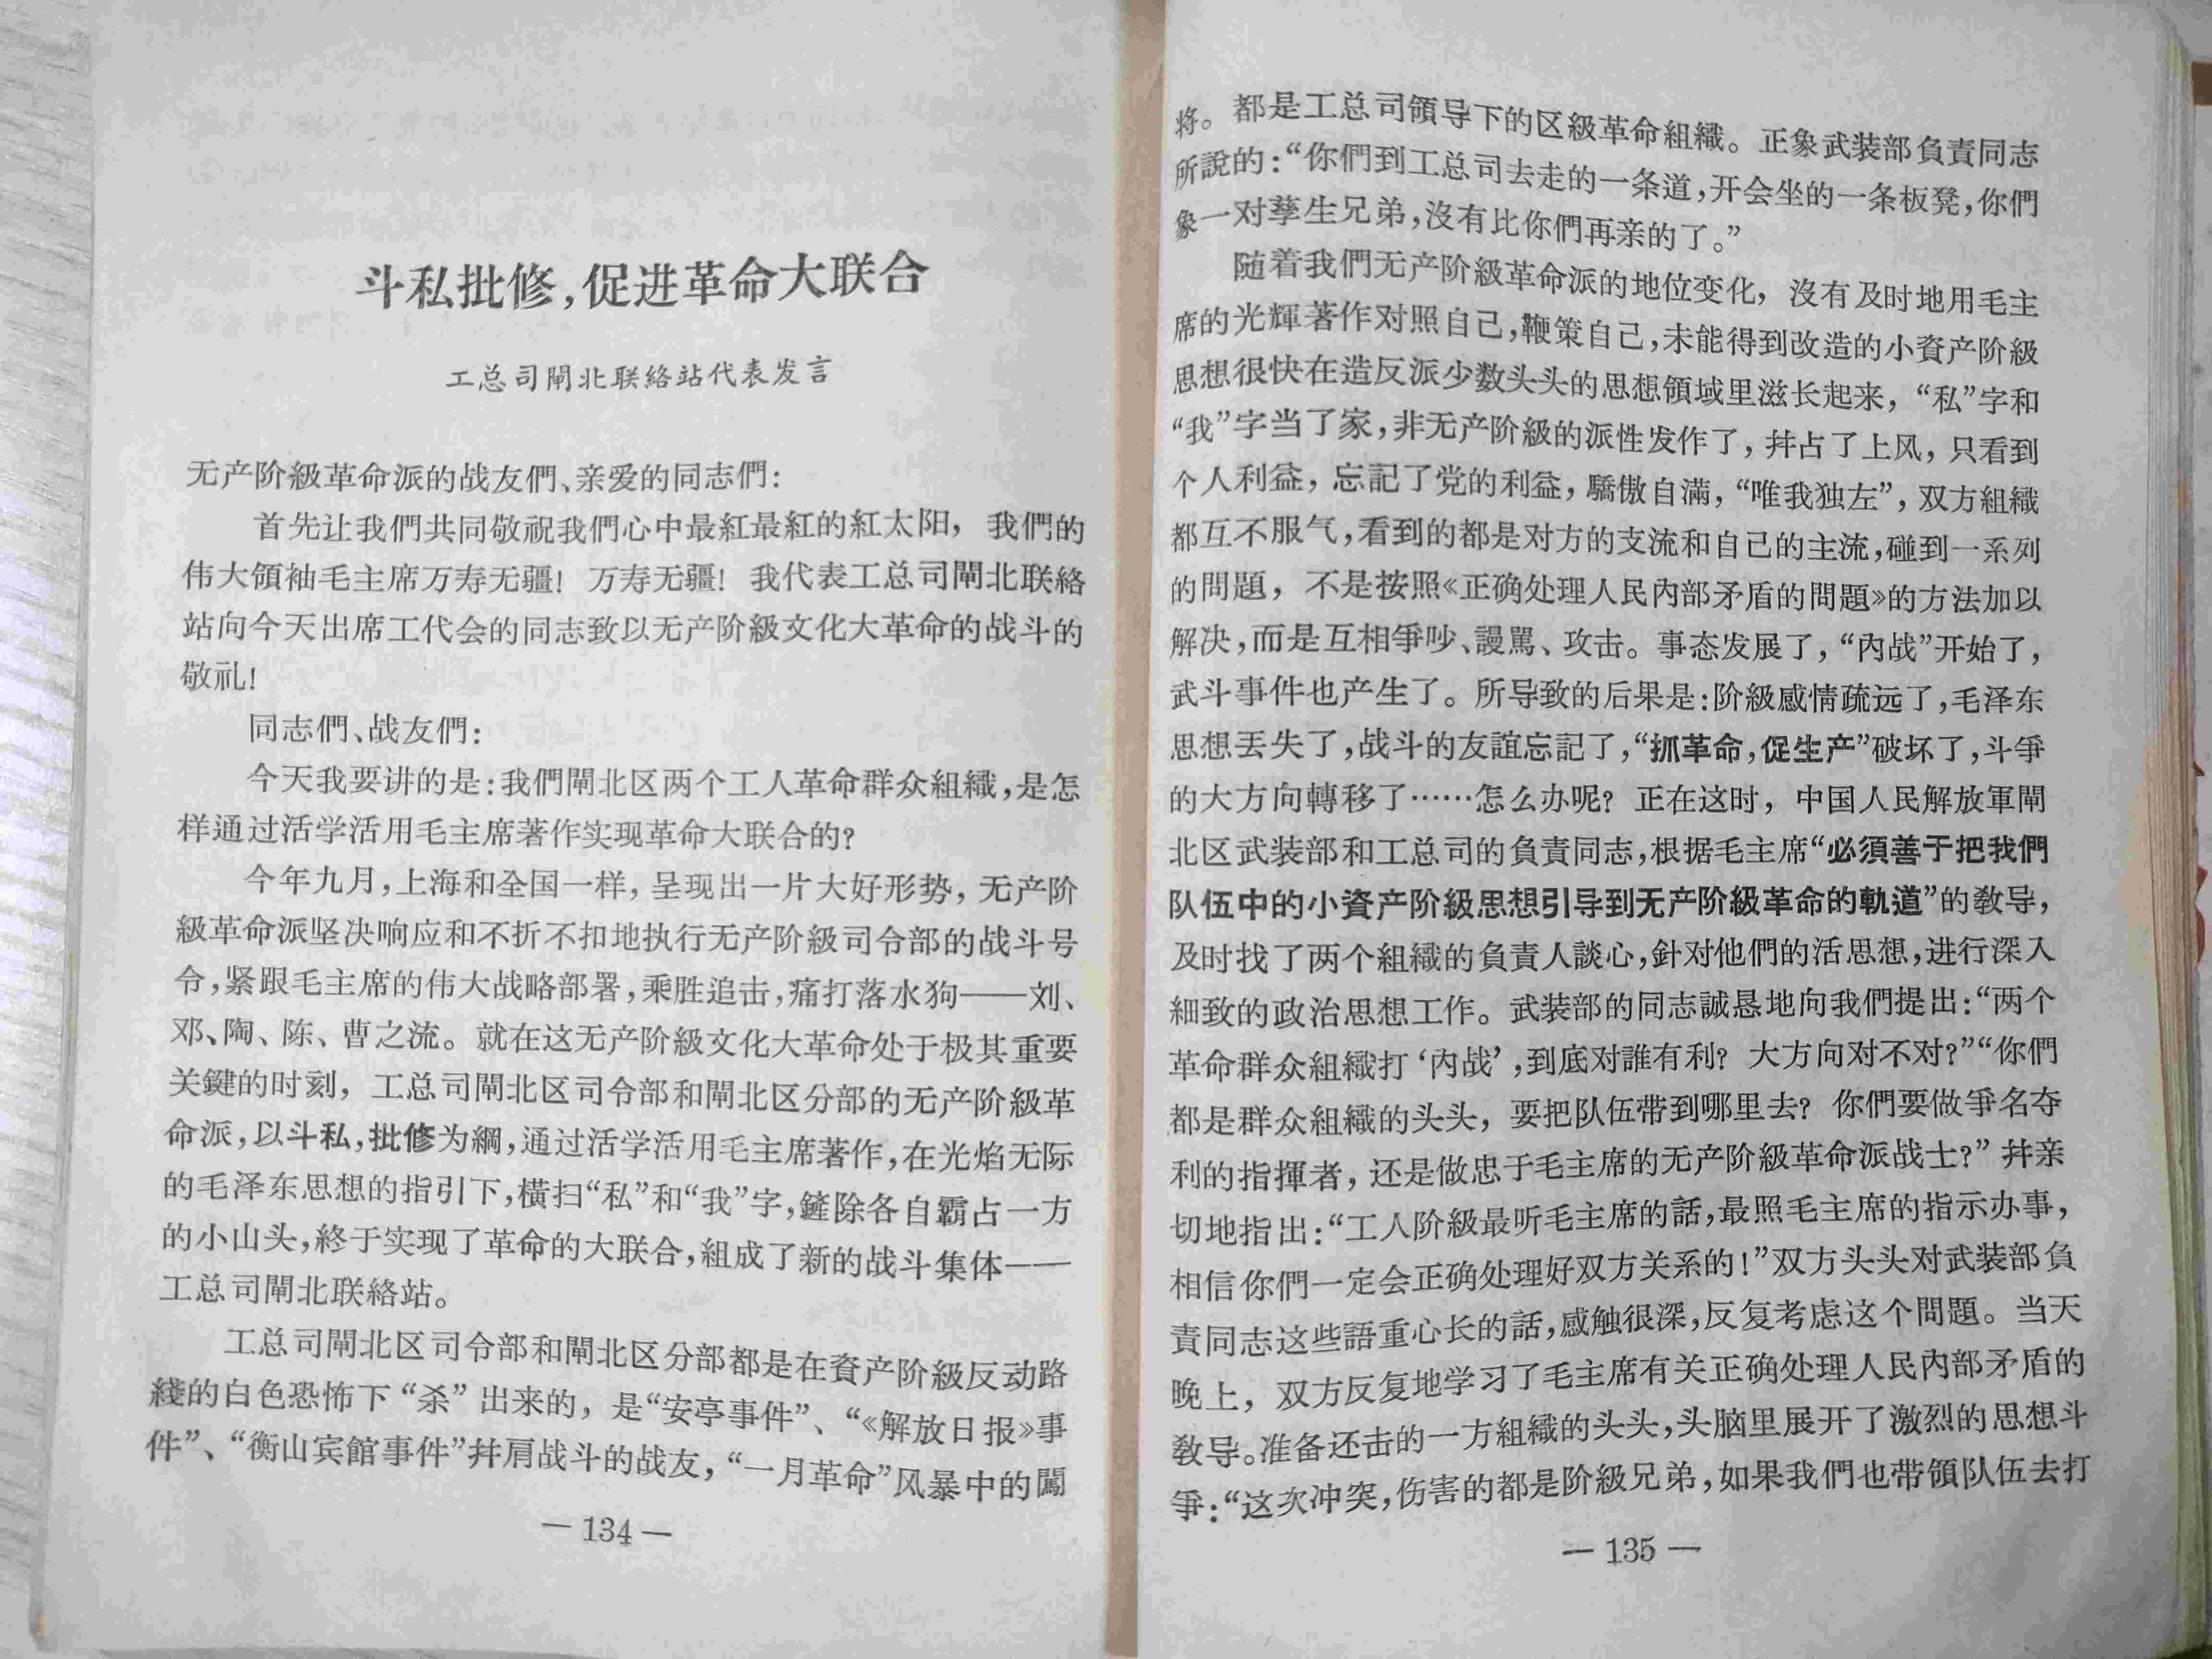 斗私批修，促进革命大联合
工总司閘北联絡站代表发言
无产阶級革命派的战友們、亲爱的同志們：
首先让我們共同敬祝我們心中最紅最紅的紅太阳，我們的
伟大領袖毛主席万寿无疆！万寿无疆！我代表工总司閘北联絡
站向今天出席工代会的同志致以无产阶級文化大革命的战斗的
敬礼！
同志們、战友們：
今天我要讲的是：我們閘北区两个工人革命群众組織，是怎
样通过活学活用毛主席著作实现革命大联合的？
今年九月，上海和全国一样，呈现出一片大好形势，无产阶
級革命派坚决响应和不折不扣地执行无产阶級司令部的战斗号
令，紧跟毛主席的伟大战略部署，乘胜追击，痛打落水狗——刘、
邓、陶、陈、曹之流。就在这无产阶級文化大革命处于极其重要
关鍵的时刻，工总司閘北区司令部和閘北区分部的无产阶級革
命派，以斗私，批修为綱，通过活学活用毛主席著作，在光焰无际
的毛泽东思想的指引下，横扫“私”和“我”字，鏟除各自霸占一方
的小山头，終于实现了革命的大联合，組成了新的战斗集体——
工总司閘北联絡站。
工总司閘北区司令部和閘北区分部都是在資产阶級反动路
綫的白色恐怖下“杀”出来的，是“安亭事件”、“《解放日报》事
件”、“衡山宾館事件”幷肩战斗的战友，“一月革命”风暴中的闖
— 134 —
将。都是工总司領导下的区級革命組織。正象武装部負責同志
所說的：“你們到工总司去走的一条道，开会坐的一条板凳，你們
象一对孳生兄弟，沒有比你們再亲的了。”
随着我們无产阶級革命派的地位变化，沒有及时地用毛主
席的光輝著作对照自己，鞭策自己，未能得到改造的小資产阶級
思想很快在造反派少数头头的思想領域里滋长起来，“私”字和
“我”字当了家，非无产阶級的派性发作了，幷占了上风，只看到
个人利益，忘記了党的利益，驕傲自滿，“唯我独左”，双方組織
都互不服气，看到的都是对方的支流和自己的主流，碰到一系列
的問題，不是按照《正确处理人民內部矛盾的問題》的方法加以
解决，而是互相爭吵、謾駡、攻击。事态发展了，“內战”开始了，
武斗事件也产生了。所导致的后果是：阶級感情疏远了，毛泽东
思想丢失了，战斗的友誼忘記了，“抓革命，促生产”破坏了，斗爭
的大方向轉移了……怎么办呢？正在这时，中国人民解放軍閘
北区武装部和工总司的負責同志，根据毛主席“必須善于把我們
队伍中的小資产阶級思想引导到无产阶級革命的軌道”的敎导，
及时找了两个組織的負責人談心，針对他們的活思想，进行深入
細致的政治思想工作。武装部的同志誠恳地向我們提出：“两个
革命群众組織打‘內战’，到底对誰有利？大方向对不对？”“你們
都是群众組織的头头，要把队伍带到哪里去？你們要做爭名夺
利的指揮者，还是做忠于毛主席的无产阶級革命派战士？”幷亲
切地指出：“工人阶級最听毛主席的話，最照毛主席的指示办事，
相信你們一定会正确处理好双方关系的！”双方头头对武装部負
責同志这些語重心长的話，感触很深，反复考虑这个問題。当天
晚上，双方反复地学习了毛主席有关正确处理人民內部矛盾的
敎导。准备还击的一方組織的头头，头脑里展开了激烈的思想斗
爭：“这次冲突，伤害的都是阶級兄弟，如果我們也带領队伍去打
— 135 —